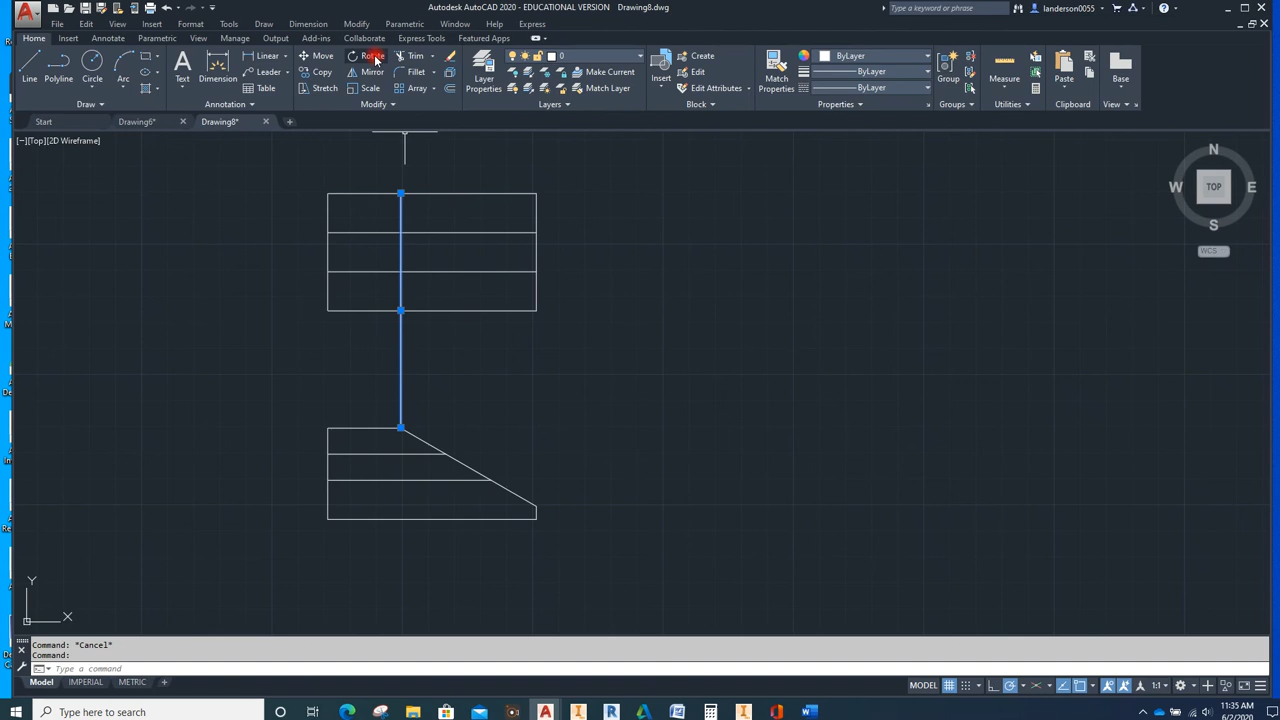 Autodesk AutoCAD 2020 - EDUCATIONAL VERSION Drawing8.dwg
Type a keyword or phrase
landerson0055
File Edit View Insert Format Tools Draw Dimension Modify Parametric Window Help Express
Home Insert Annotate Parametric View Manage Output Add-ins Collaborate Express Tools Featured Apps
Line Polyline Circle Arc
Draw
Text Dimension
Linear
Leader
Table
Annotation
Move Rotate Trim
Copy Mirror Fillet
Stretch Scale Array
Modify
Layer Properties
0
Make Current
Match Layer
Layers
Insert
Create
Edit
Edit Attributes
Block
Match Properties
ByLayer
ByLayer
ByLayer
Properties
Group
Groups
Measure
Utilities
Paste
Clipboard
Base
View
Start Drawing6* Drawing8*
[−][Top][2D Wireframe]
N
W TOP E
S
WCS
Y
X
Command: *Cancel*
Command:
Type a command
Model IMPERIAL METRIC
MODEL
1:1
Type here to search
11:35 AM
6/2/2020